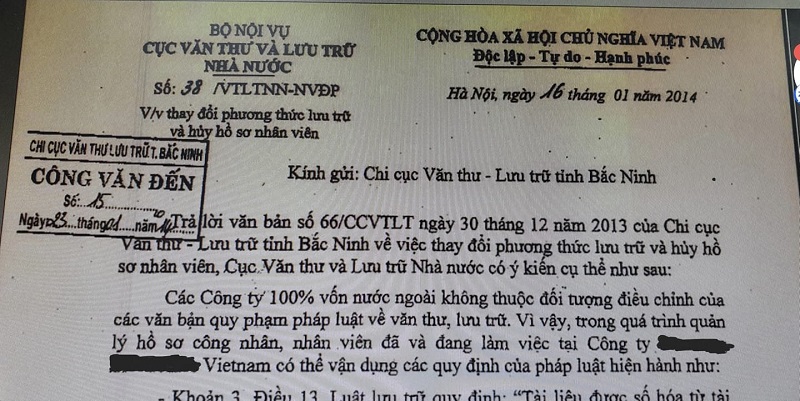 BỘ NỘI VỤ
CỤC VĂN THƯ VÀ LƯU TRỮ
NHÀ NƯỚC
Số: 38 /VTLTNN-NVĐP
V/v thay đổi phương thức lưu trữ
và hủy hồ sơ nhân viên
CỘNG HÒA XÃ HỘI CHỦ NGHĨA VIỆT NAM
Độc lập - Tự do - Hạnh phúc
Hà Nội, ngày 16 tháng 01 năm 2014
CHI CỤC VĂN THƯ LƯU TRỮ T. BẮC NINH
CÔNG VĂN ĐẾN
Số: 15
Ngày 23 tháng 01 năm
Kính gửi: Chi cục Văn thư - Lưu trữ tỉnh Bắc Ninh
Trả lời văn bản số 66/CCVTLT ngày 30 tháng 12 năm 2013 của Chi cục
Văn thư - Lưu trữ tỉnh Bắc Ninh về việc thay đổi phương thức lưu trữ và hủy hồ
sơ nhân viên, Cục Văn thư và Lưu trữ Nhà nước có ý kiến cụ thể như sau:
Các Công ty 100% vốn nước ngoài không thuộc đối tượng điều chỉnh của
các văn bản quy phạm pháp luật về văn thư, lưu trữ. Vì vậy, trong quá trình quản
lý hồ sơ công nhân, nhân viên đã và đang làm việc tại Công ty
Vietnam có thể vận dụng các quy định của pháp luật hiện hành như:
- Khoản 3, Điều 13, Luật lưu trữ quy định: “Tài liệu được số hóa từ tài